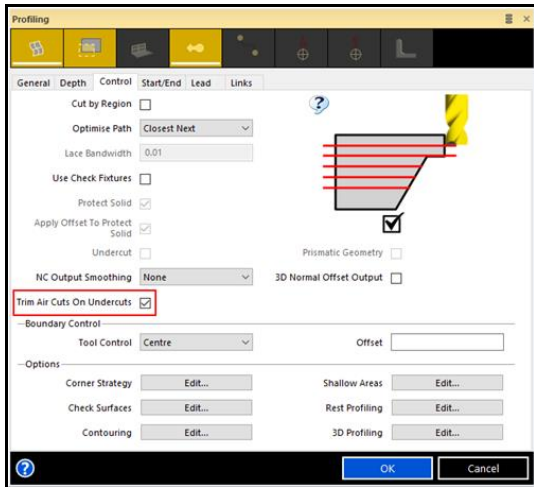 Profiling
General Depth Control Start/End Lead Links
Cut by Region
Optimise Path Closest Next
Lace Bandwidth 0.01
Use Check Fixtures
Protect Solid
Apply Offset To Protect
Solid
Undercut Prismatic Geometry
NC Output Smoothing None 3D Normal Offset Output
Trim Air Cuts On Undercuts
Boundary Control
Tool Control Centre Offset
Options
Corner Strategy Edit... Shallow Areas Edit...
Check Surfaces Edit... Rest Profiling Edit...
Contouring Edit... 3D Profiling Edit...
OK Cancel